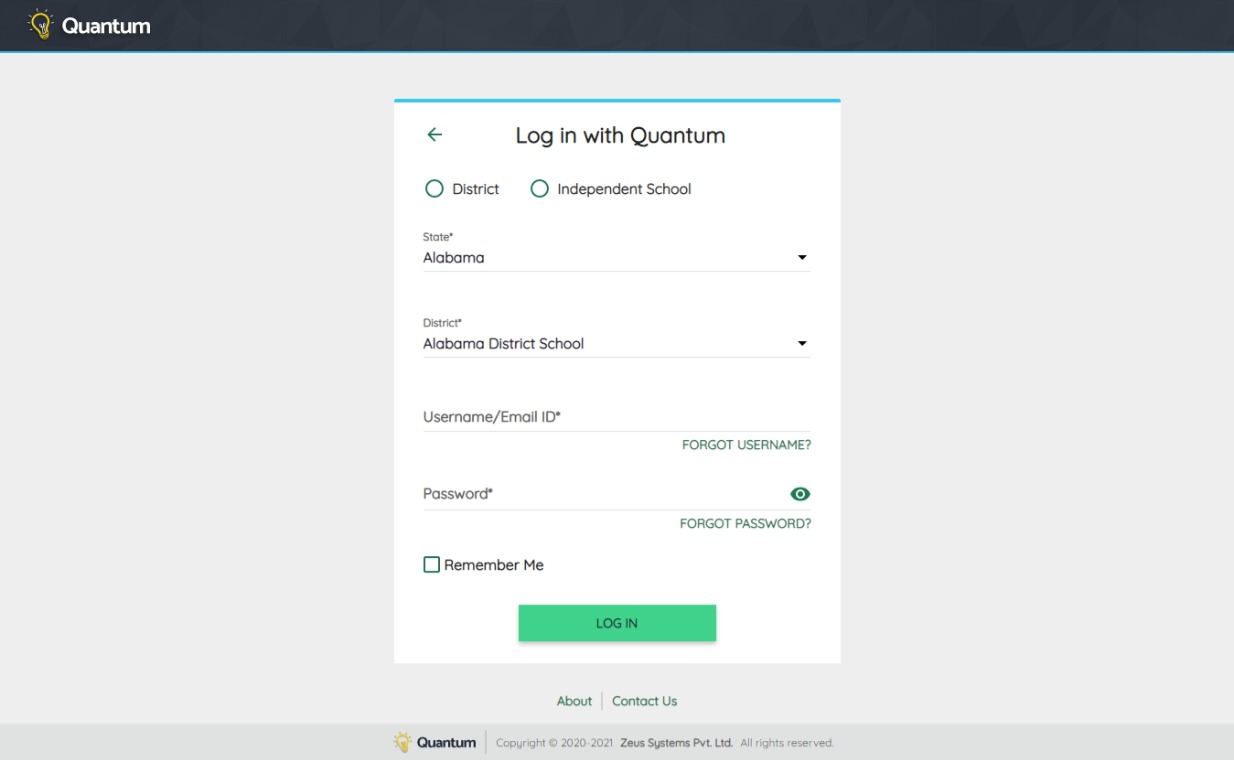 Quantum
Log in with Quantum
District Independent School
State*
Alabama
District*
Alabama District School
Username/Email ID*
FORGOT USERNAME?
Password*
FORGOT PASSWORD?
Remember Me
LOG IN
About Contact Us
Quantum Copyright © 2020-2021 Zeus Systems Pvt. Ltd. All rights reserved.